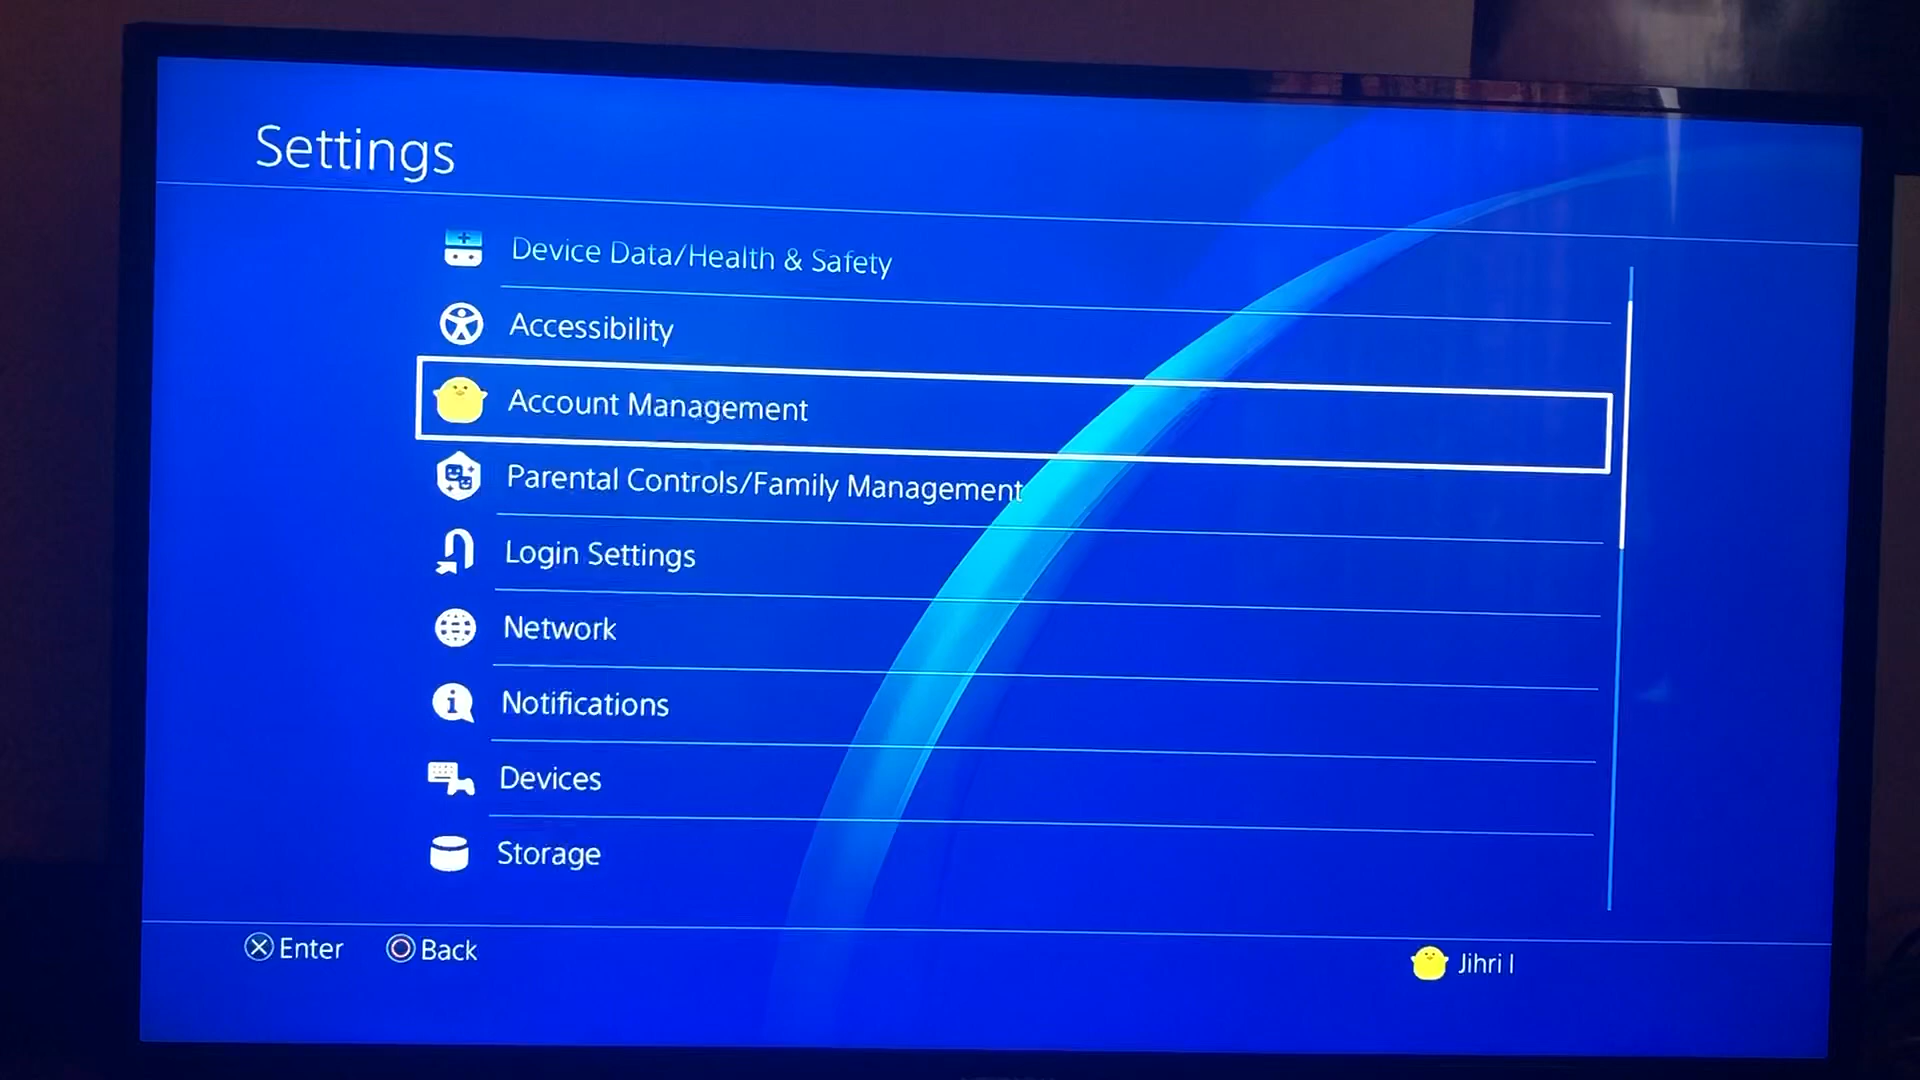 Settings
Device Data/Health & Safety
Accessibility
Account Management
Parental Controls/Family Management
Login Settings
Network
Notifications
Devices
Storage
Enter
Back
Jihri I